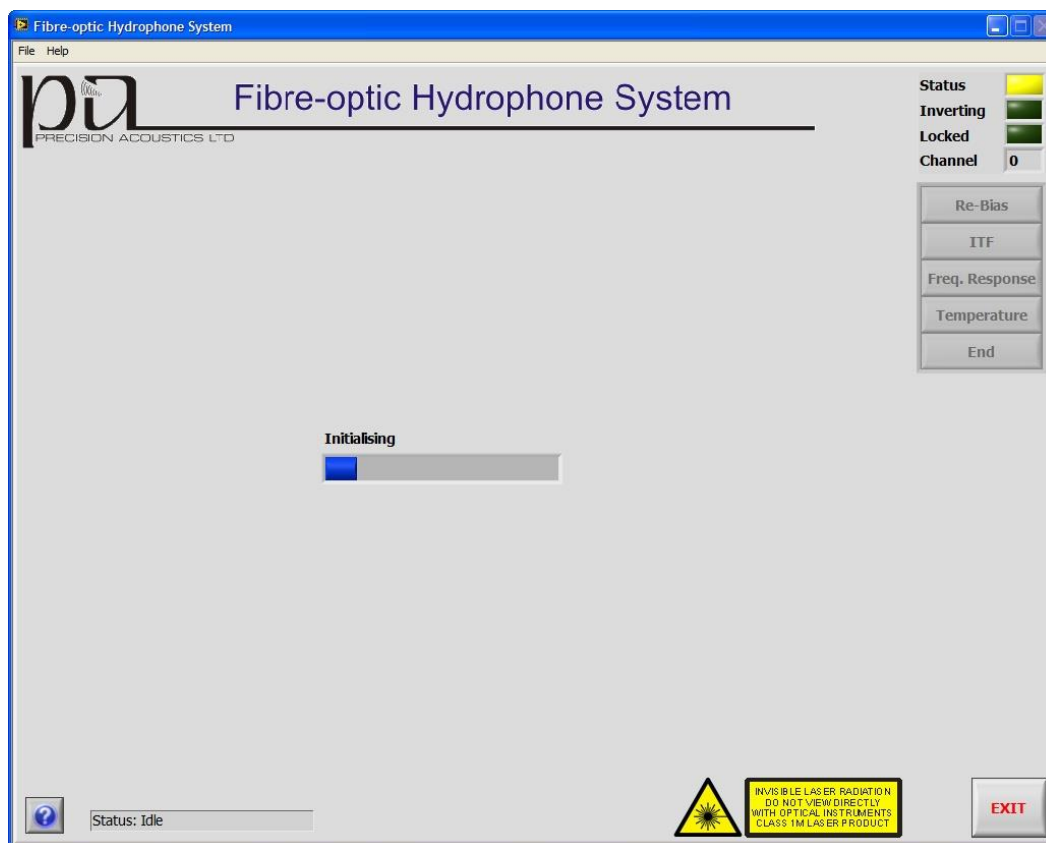 Fibre-optic Hydrophone System
File Help
pa
PRECISION ACOUSTICS LTD
Fibre-optic Hydrophone System
Status
Inverting
Locked
Channel 0
Re-Bias
ITF
Freq. Response
Temperature
End
Initialising
?
Status: Idle
INVISIBLE LASER RADIATION
DO NOT VIEW DIRECTLY
WITH OPTICAL INSTRUMENTS
CLASS 1M LASER PRODUCT
EXIT